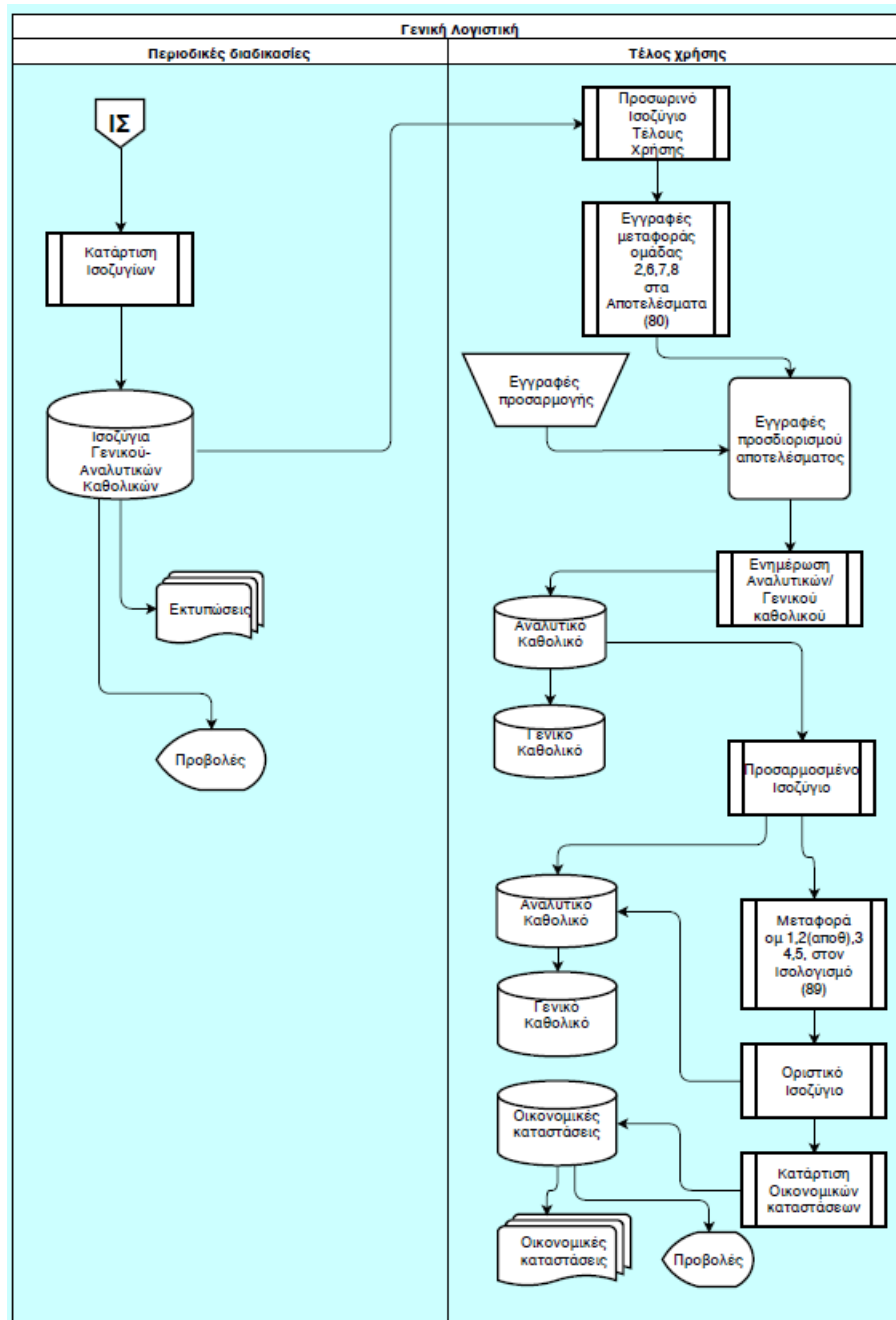 Γενική Λογιστική
Περιοδικές διαδικασίες
Τέλος χρήσης
ΙΣ
Κατάρτιση
Ισοζυγίων
Ισοζύγια
Γενικού-
Αναλυτικών
Καθολικών
Εκτυπώσεις
Προβολές
Προσωρινό
Ισοζύγιο
Τέλους
Χρήσης
Εγγραφές
μεταφοράς
ομάδας
2,6,7,8
στα
Αποτελέσματα
(80)
Εγγραφές
προσαρμογής
Εγγραφές
προσδιορισμού
αποτελέσματος
Ενημέρωση
Αναλυτικών/
Γενικού
καθολικού
Αναλυτικό
Καθολικό
Γενικό
Καθολικό
Προσαρμοσμένο
Ισοζύγιο
Αναλυτικό
Καθολικό
Γενικό
Καθολικό
Μεταφορά
ομ 1,2(αποθ),3
4,5, στον
Ισολογισμό
(89)
Οριστικό
Ισοζύγιο
Οικονομικές
καταστάσεις
Κατάρτιση
Οικονομικών
καταστάσεων
Οικονομικές
καταστάσεις
Προβολές